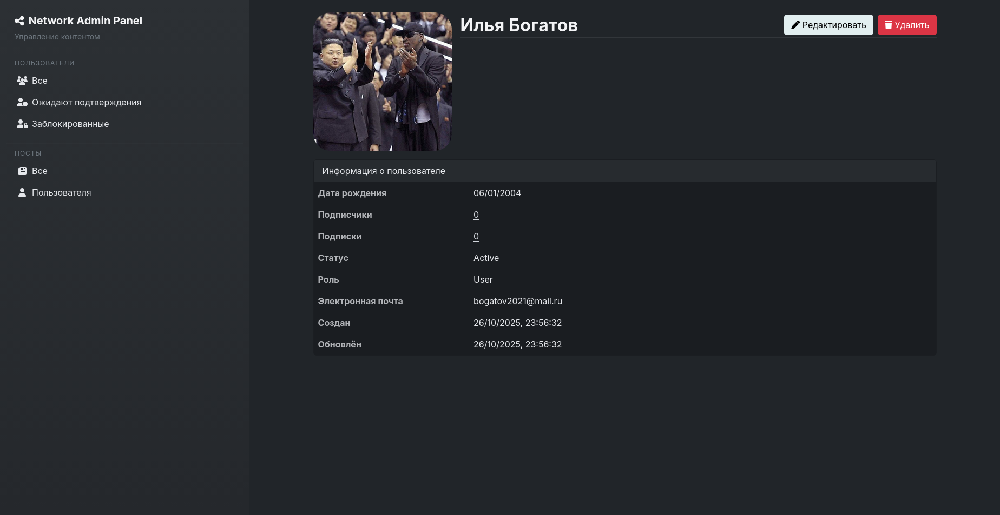 Network Admin Panel
Управление контентом
ПОЛЬЗОВАТЕЛИ
Все
Ожидают подтверждения
Заблокированные
ПОСТЫ
Все
Пользователя
Илья Богатов
Редактировать
Удалить
Информация о пользователе
Дата рождения 06/01/2004
Подписчики 0
Подписки 0
Статус Active
Роль User
Электронная почта bogatov2021@mail.ru
Создан 26/10/2025, 23:56:32
Обновлён 26/10/2025, 23:56:32